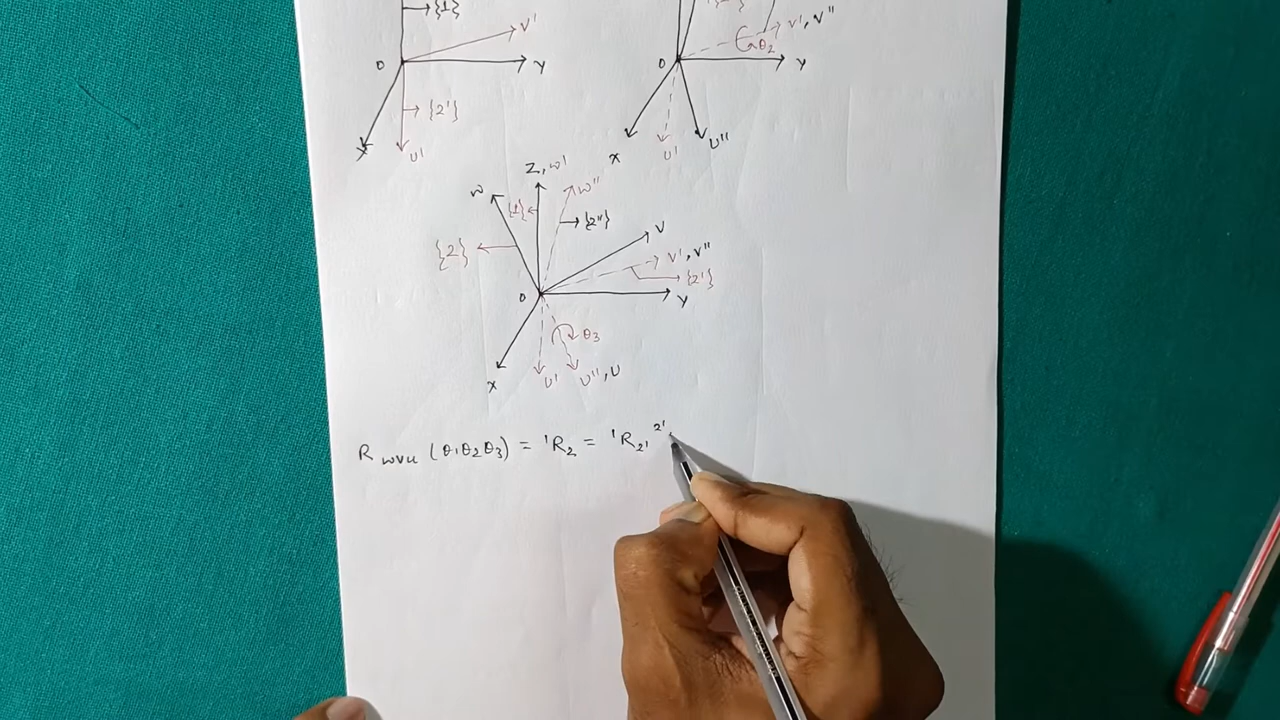 {1}
V'
O
Y
{2'}
X
U'
V', V''
θ2
O
Y
X
U'
U''
Z, W'
W
W''
{1}
{2''}
V
{2}
V', V''
{2'}
O
Y
θ3
X
U'
U'', U
R wvu (θ1θ2θ3) = ¹R₂ = ¹R₂' ²'